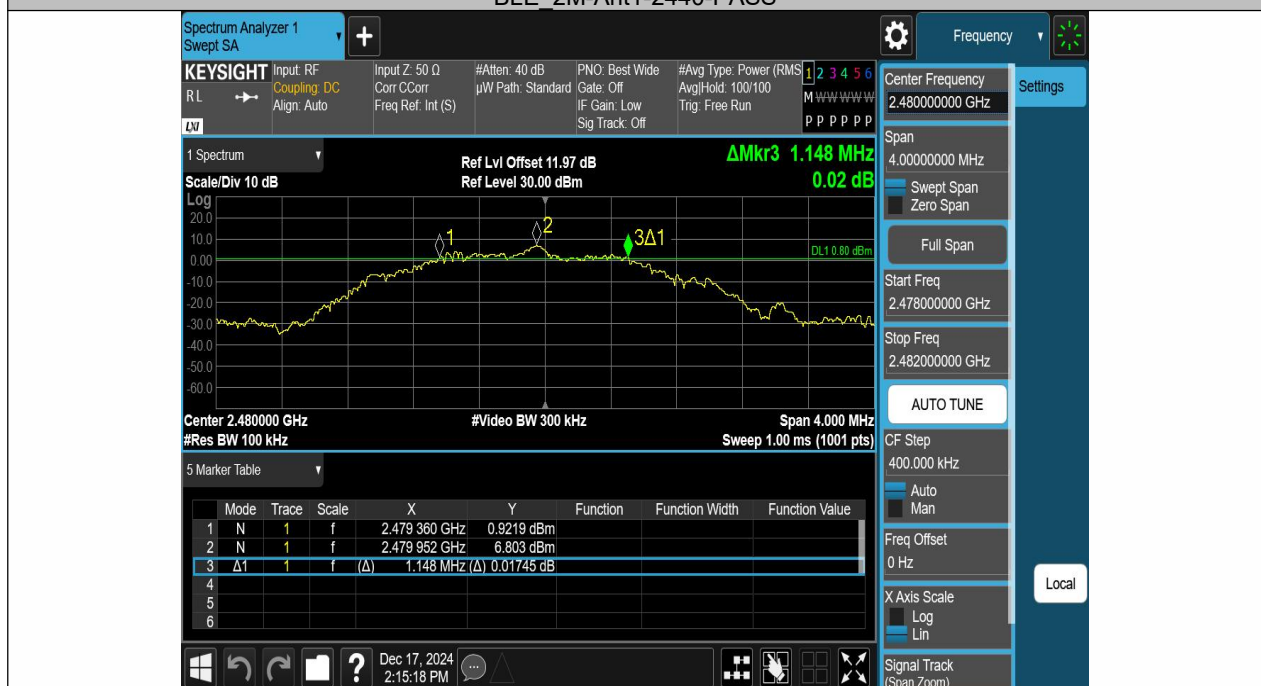 BLE_2M-Ant1-2440-PASS
Spectrum Analyzer 1
Swept SA
+
Frequency
KEYSIGHT
RL
LXI
Input: RF
Coupling: DC
Align: Auto
Input Z: 50 Ω
Corr CCorr
Freq Ref: Int (S)
#Atten: 40 dB
µW Path: Standard
PNO: Best Wide
Gate: Off
IF Gain: Low
Sig Track: Off
#Avg Type: Power (RMS
Avg|Hold: 100/100
Trig: Free Run
1 2 3 4 5 6
M W W W W W
P P P P P P
1 Spectrum
Scale/Div 10 dB
Ref Lvl Offset 11.97 dB
Ref Level 30.00 dBm
ΔMkr3 1.148 MHz
0.02 dB
Log
20.0
10.0
0.00
-10.0
-20.0
-30.0
-40.0
-50.0
-60.0
1
2
3Δ1
DL1 0.80 dBm
Center 2.480000 GHz
#Video BW 300 kHz
Span 4.000 MHz
#Res BW 100 kHz
Sweep 1.00 ms (1001 pts)
5 Marker Table
Mode Trace Scale X Y Function Function Width Function Value
1 N 1 f 2.479 360 GHz 0.9219 dBm
2 N 1 f 2.479 952 GHz 6.803 dBm
3 Δ1 1 f (Δ) 1.148 MHz (Δ) 0.01745 dB
4
5
6
?
Dec 17, 2024
2:15:18 PM
Center Frequency
2.480000000 GHz
Settings
Span
4.00000000 MHz
Swept Span
Zero Span
Full Span
Start Freq
2.478000000 GHz
Stop Freq
2.482000000 GHz
AUTO TUNE
CF Step
400.000 kHz
Auto
Man
Freq Offset
0 Hz
Local
X Axis Scale
Log
Lin
Signal Track
(Span Zoom)